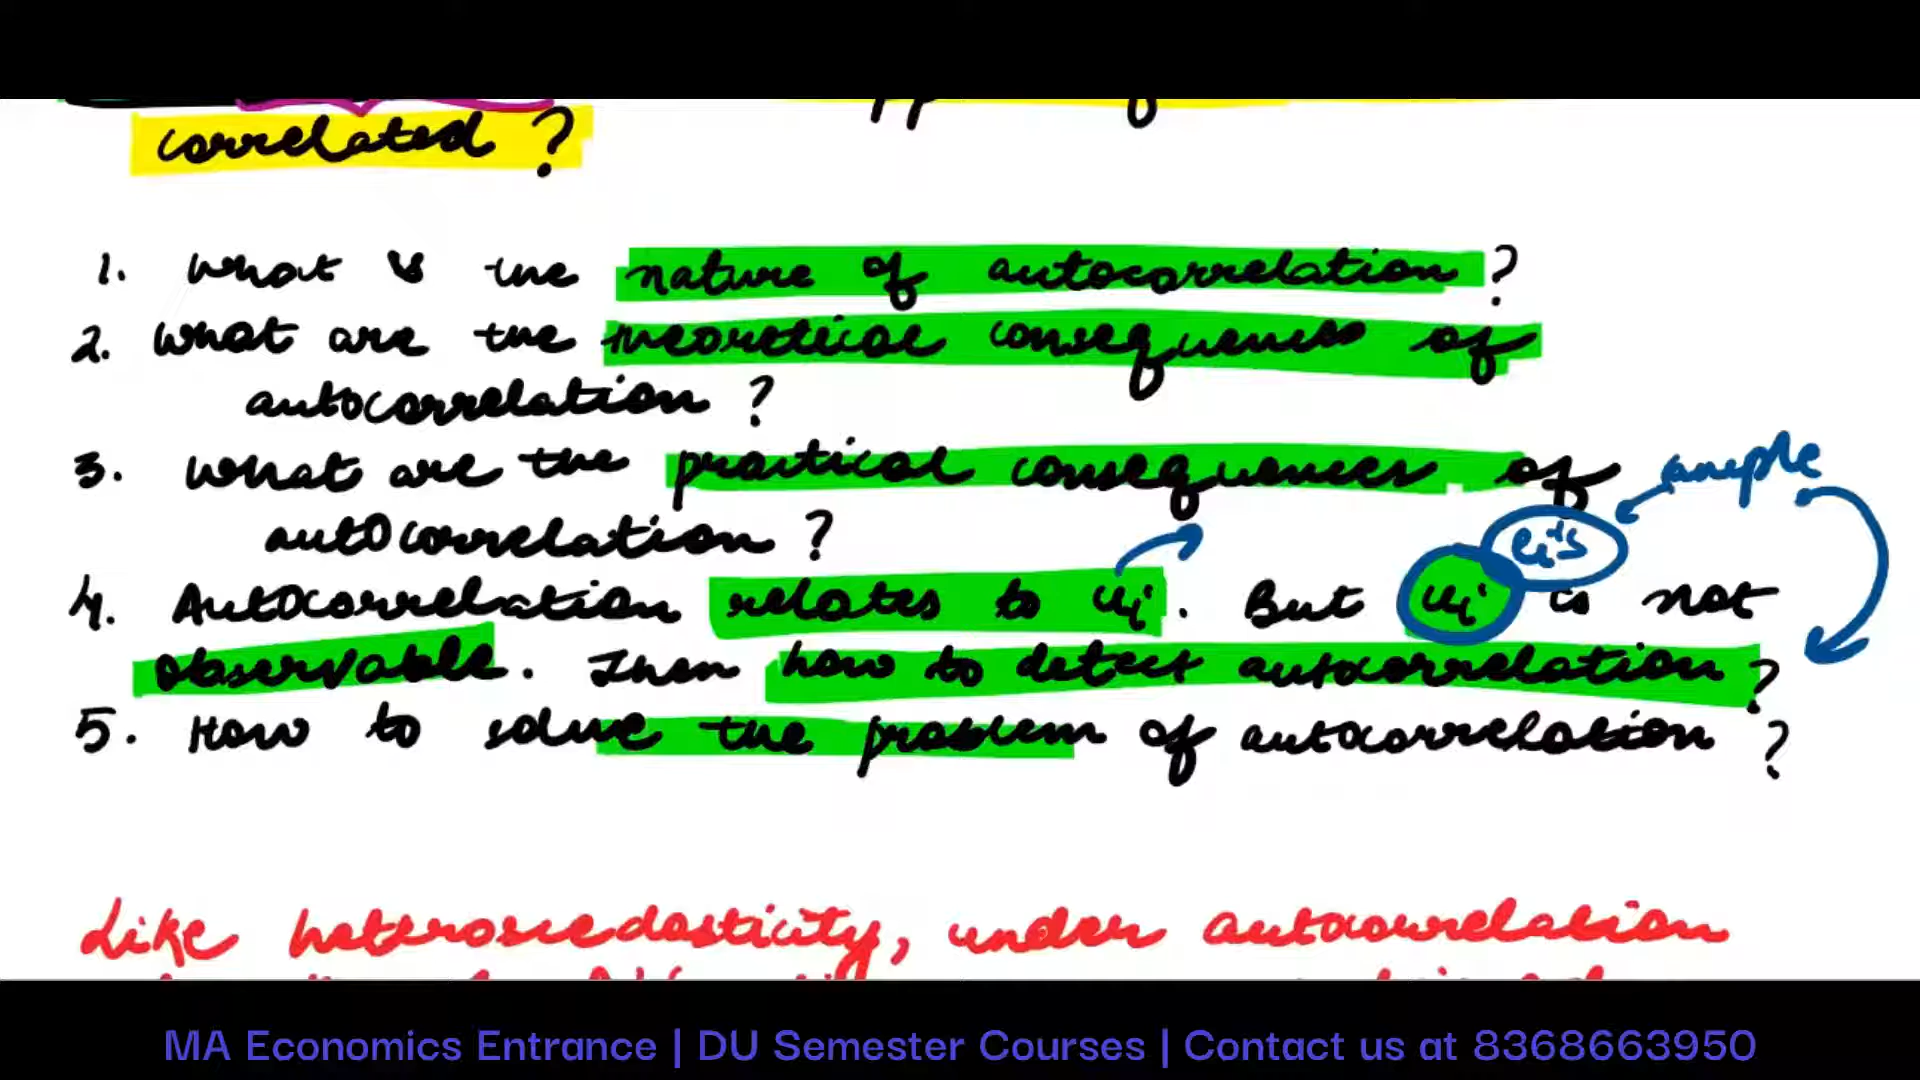 correlated ?
1. What is the nature of autocorrelation ?
2. What are the theoretical consequences of
autocorrelation ?
3. What are the practical consequences of
autocorrelation ?
sample
ei's
4. Autocorrelation relates to ui. But ui is not
observable. Then how to detect autocorrelation ?
5. How to solve the problem of autocorrelation ?
Like heteroscedasticity, under autocorrelation
MA Economics Entrance | DU Semester Courses | Contact us at 8368663950